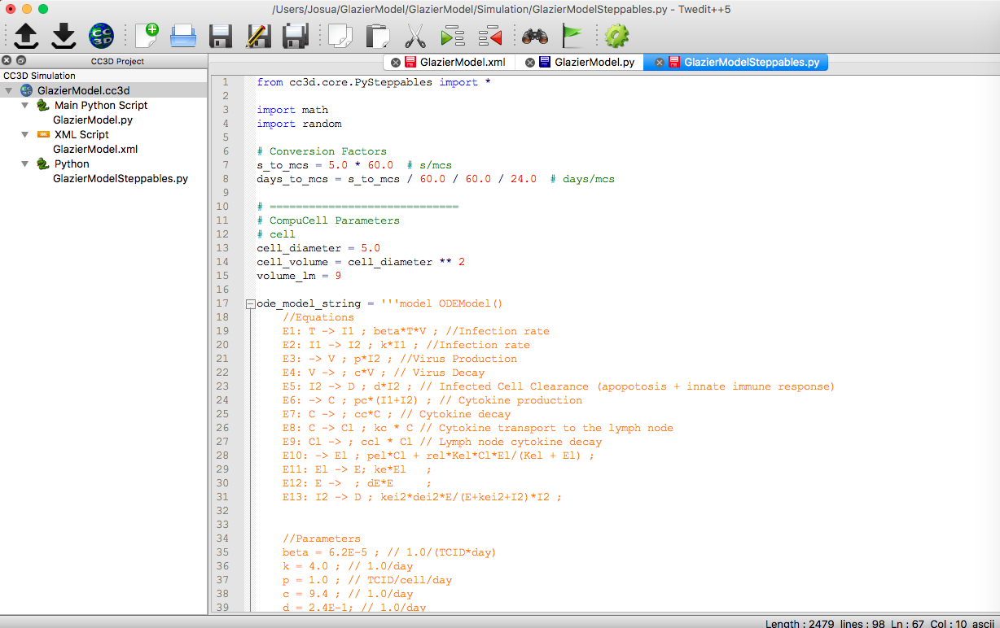 /Users/Josua/GlazierModel/GlazierModel/Simulation/GlazierModelSteppables.py - Twedit++5
CC3D
CC3D Project
CC3D Simulation
GlazierModel.cc3d
Main Python Script
GlazierModel.py
XML Script
GlazierModel.xml
Python
GlazierModelSteppables.py
GlazierModel.xml GlazierModel.py GlazierModelSteppables.py
1 from cc3d.core.PySteppables import *
2
3 import math
4 import random
5
6 # Conversion Factors
7 s_to_mcs = 5.0 * 60.0  # s/mcs
8 days_to_mcs = s_to_mcs / 60.0 / 60.0 / 24.0  # days/mcs
9
10 # =============================
11 # CompuCell Parameters
12 # cell
13 cell_diameter = 5.0
14 cell_volume = cell_diameter ** 2
15 volume_lm = 9
16
17 ode_model_string = '''model ODEModel()
18 //Equations
19 E1: T -> I1 ; beta*T*V ; //Infection rate
20 E2: I1 -> I2 ; k*I1 ; //Infection rate
21 E3: -> V ; p*I2 ; //Virus Production
22 E4: V -> ; c*V ; // Virus Decay
23 E5: I2 -> D ; d*I2 ; // Infected Cell Clearance (apopotosis + innate immune response)
24 E6: -> C ; pc*(I1+I2) ; // Cytokine production
25 E7: C -> ; cc*C ; // Cytokine decay
26 E8: C -> Cl ; kc * C // Cytokine transport to the lymph node
27 E9: Cl -> ; ccl * Cl // Lymph node cytokine decay
28 E10: -> El ; pel*Cl + rel*Kel*Cl*El/(Kel + El) ;
29 E11: El -> E; ke*El   ;
30 E12: E ->  ; dE*E     ;
31 E13: I2 -> D ; kei2*dei2*E/(E+kei2+I2)*I2 ;
32
33
34 //Parameters
35 beta = 6.2E-5 ; // 1.0/(TCID*day)
36 k = 4.0 ; // 1.0/day
37 p = 1.0 ; // TCID/cell/day
38 c = 9.4 ; // 1.0/day
39 d = 2.4E-1; // 1.0/day
Length : 2479 lines : 98 Ln : 67 Col : 10 ascii